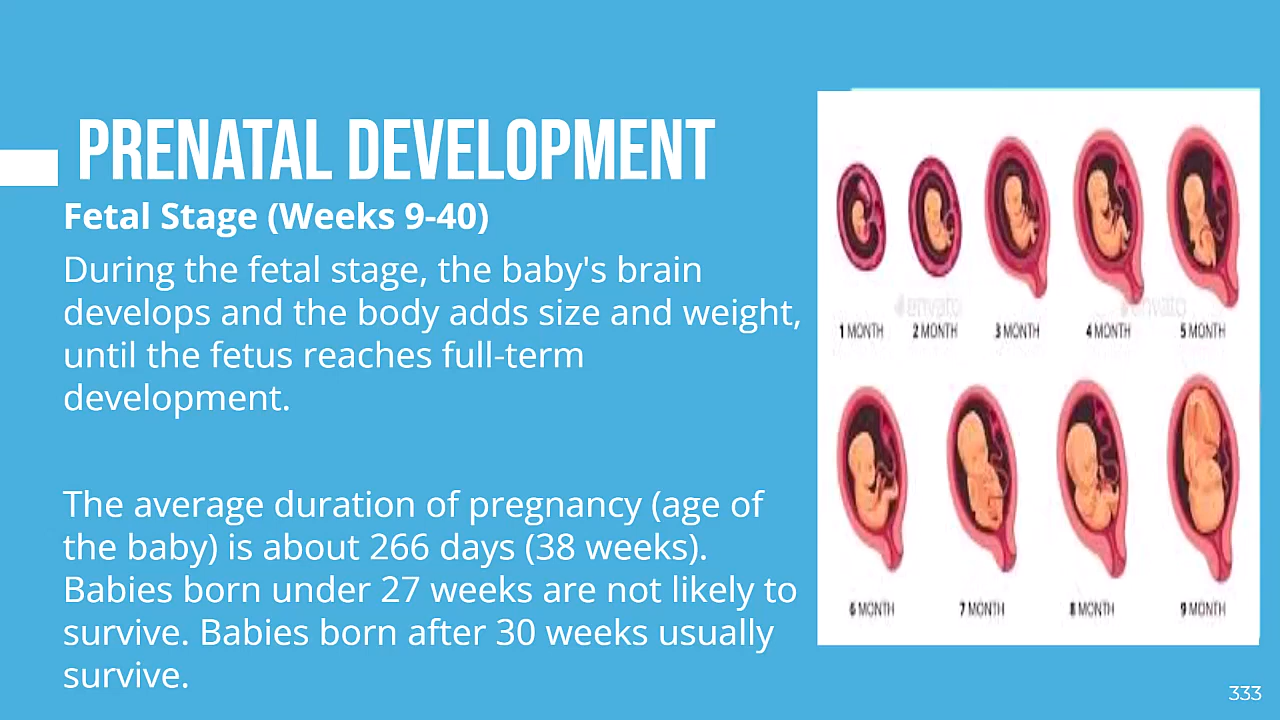 PRENATAL DEVELOPMENT
Fetal Stage (Weeks 9-40)
During the fetal stage, the baby's brain
develops and the body adds size and weight,
until the fetus reaches full-term
development.
The average duration of pregnancy (age of
the baby) is about 266 days (38 weeks).
Babies born under 27 weeks are not likely to
survive. Babies born after 30 weeks usually
survive.
envato envato
1 MONTH 2 MONTH 3 MONTH 4 MONTH 5 MONTH
6 MONTH 7 MONTH 8 MONTH 9 MONTH
333